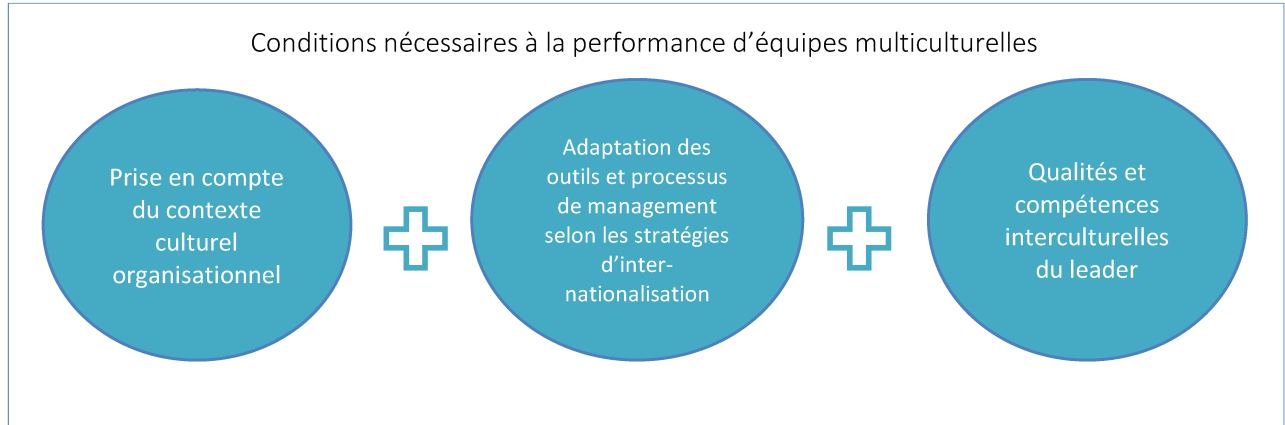 Conditions nécessaires à la performance d’équipes multiculturelles
Prise en compte
du contexte
culturel
organisationnel
Adaptation des
outils et processus
de management
selon les stratégies
d’inter-
nationalisation
Qualités et
compétences
interculturelles
du leader